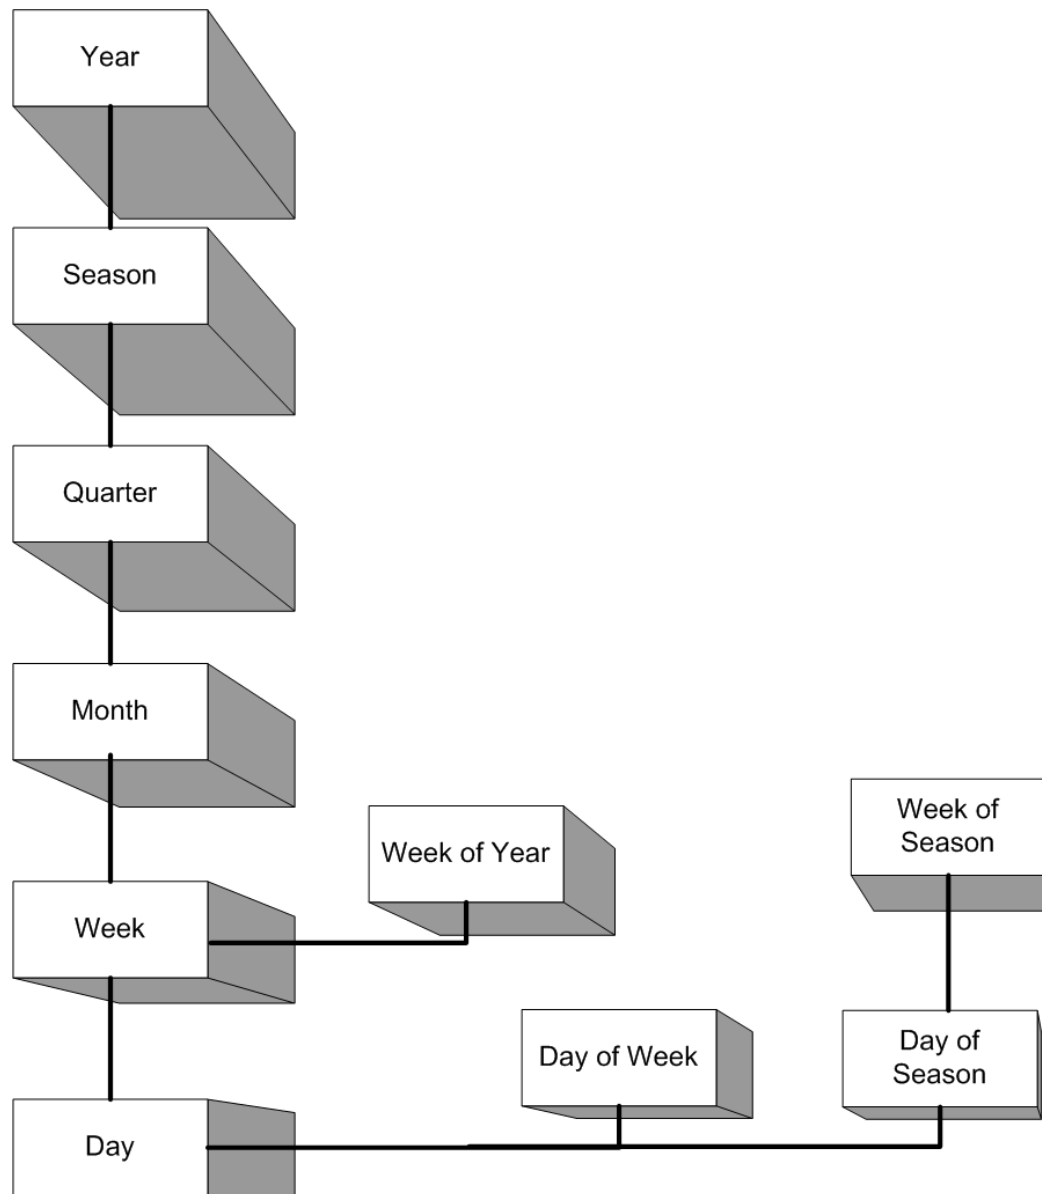 Year
Season
Quarter
Month
Week of
Season
Week of Year
Week
Day of Week
Day of
Season
Day